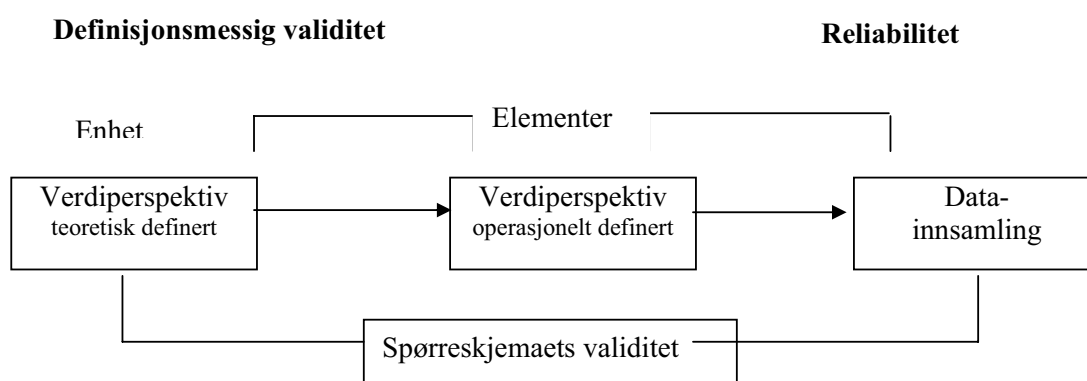 Definisjonsmessig validitet
Reliabilitet
Enhet
Elementer
Verdiperspektiv
teoretisk definert
Verdiperspektiv
operasjonelt definert
Data-
innsamling
Spørreskjemaets validitet